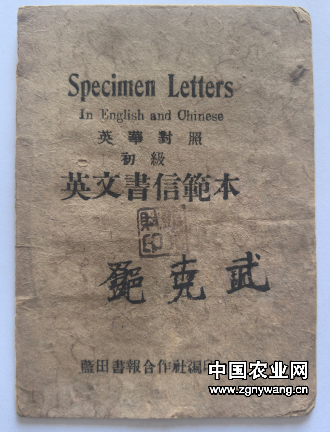 Specimen Letters
In English and Chinese
英華對照
初級
英文書信範本
克武
藍田書報合作社
中国农业网
www.zgnywang.cn